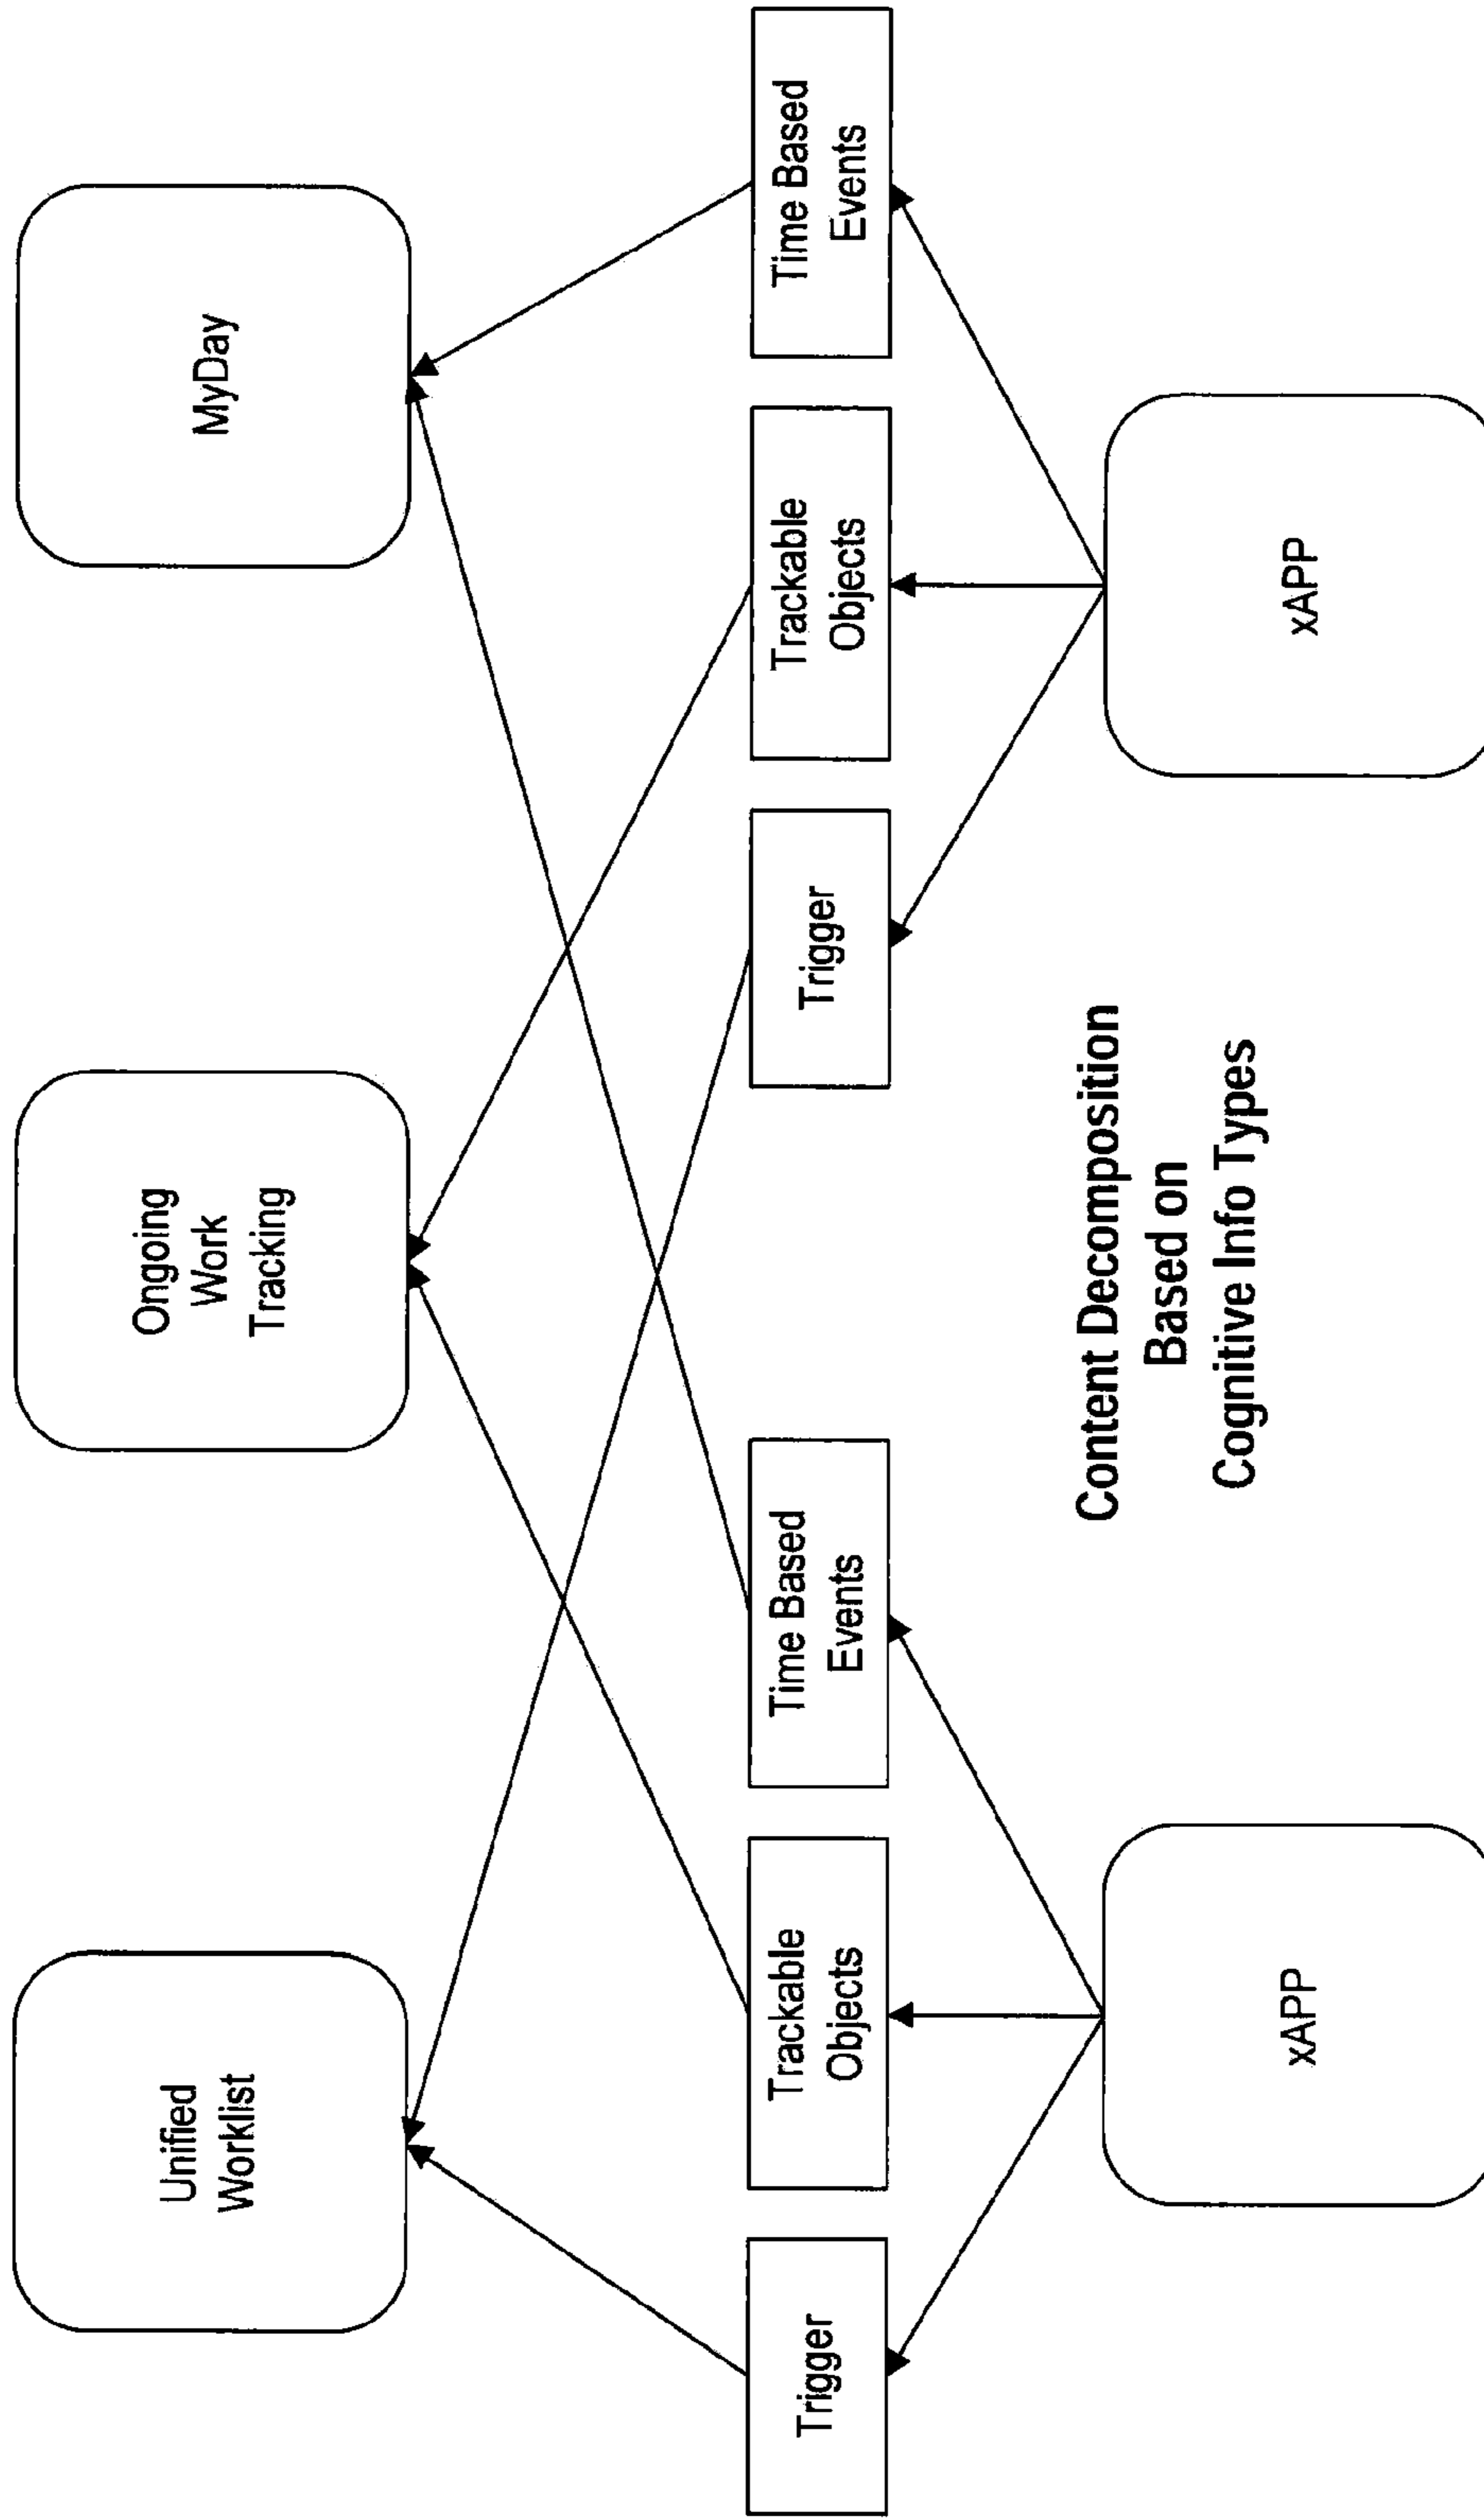 Unified
Worklist
Ongoing
Work
Tracking
MyDay
Trigger
Trackable
Objects
Time Based
Events
Trigger
Trackable
Objects
Time Based
Events
xAPP
Content Decomposition
Based on
Cognitive Info Types
xAPP